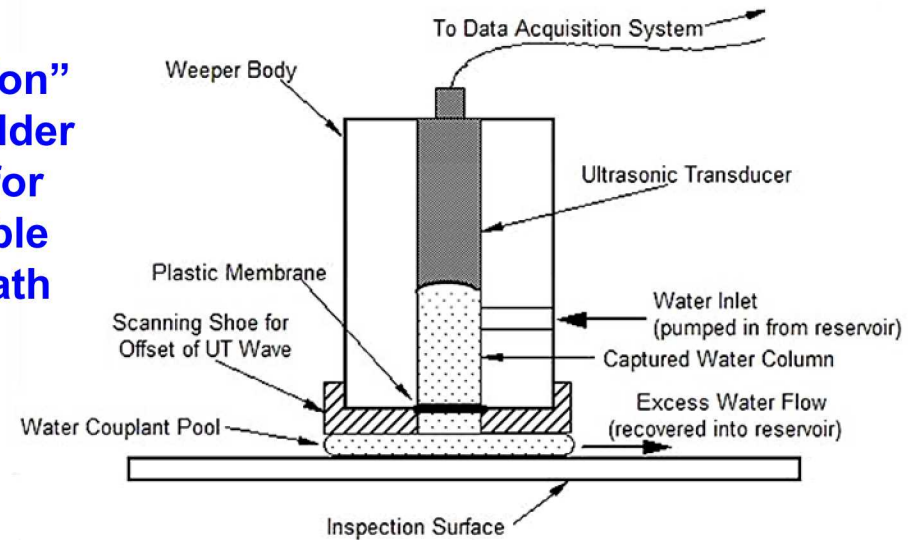 To Data Acquisition System
Weeper Body
on”
lder
for
ble
ath
Ultrasonic Transducer
Plastic Membrane
Water Inlet
(pumped in from reservoir)
Scanning Shoe for
Offset of UT Wave
Captured Water Column
Excess Water Flow
(recovered into reservoir)
Water Couplant Pool
Inspection Surface